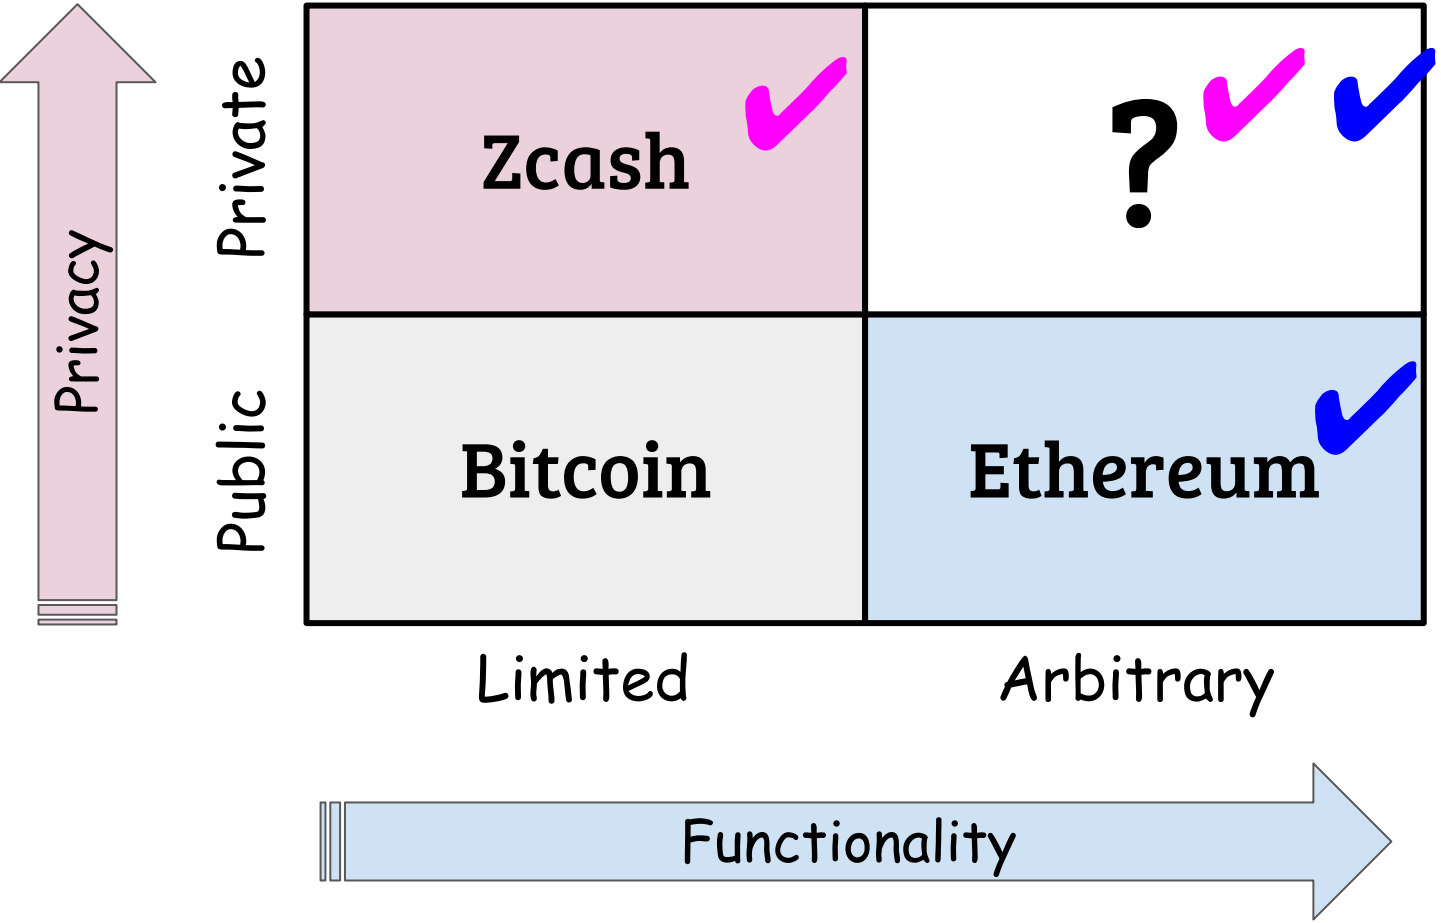 Privacy
Private
Zcash
?
Public
Bitcoin
Ethereum
Limited
Arbitrary
Functionality